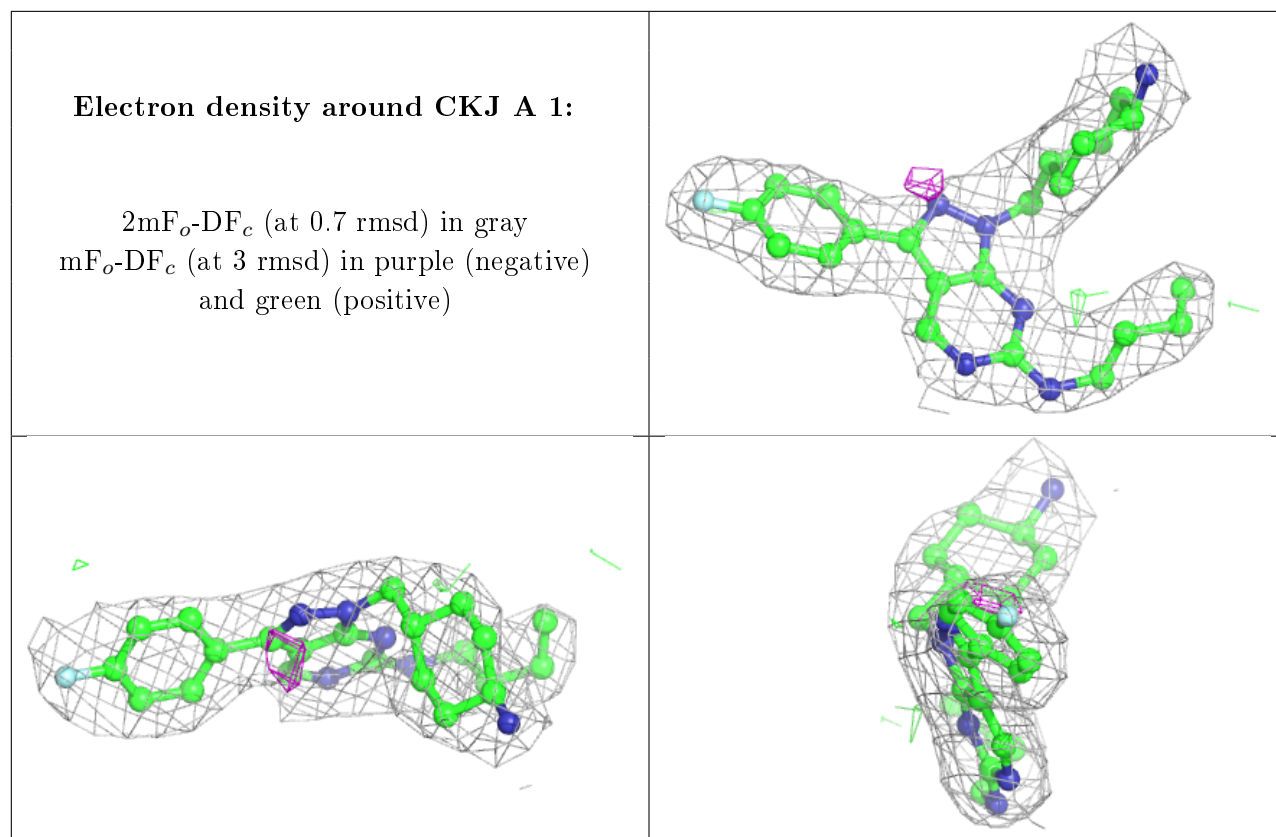 Electron density around CKJ A 1:
2mFₒ-DF𝑐 (at 0.7 rmsd) in gray
mFₒ-DF𝑐 (at 3 rmsd) in purple (negative)
and green (positive)